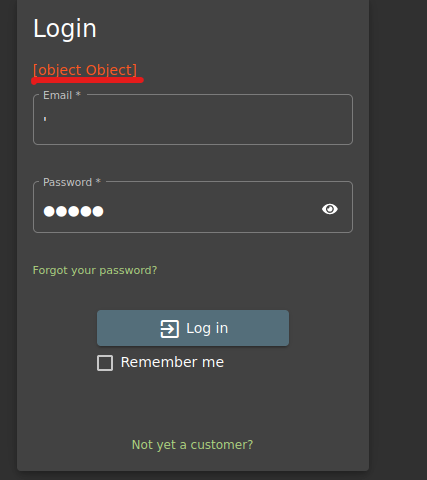 Login
[object Object]
Email *
'
Password *
●●●●●
Forgot your password?
Log in
Remember me
Not yet a customer?